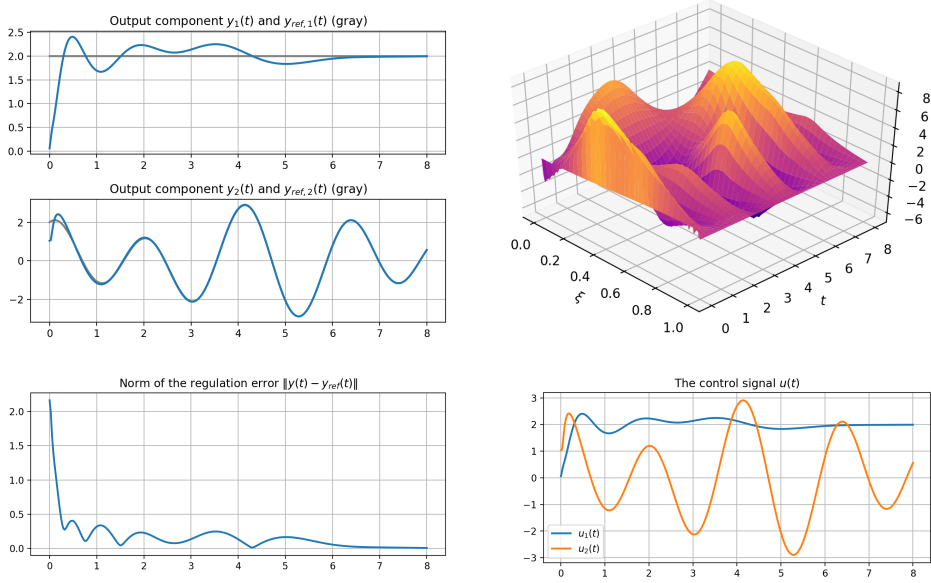 Output component y₁(t) and y_ref,1(t) (gray)
2.5
2.0
1.5
1.0
0.5
0.0
0 1 2 3 4 5 6 7 8
Output component y₂(t) and y_ref,2(t) (gray)
2
0
−2
0 1 2 3 4 5 6 7 8
8
6
4
2
0
−2
−4
−6
0.0 0.2 0.4 0.6 0.8 1.0
ξ
0 1 2 3 4 5 6 7 8
t
Norm of the regulation error ‖y(t) − y_ref(t)‖
2.0
1.5
1.0
0.5
0.0
0 1 2 3 4 5 6 7 8
The control signal u(t)
3
2
1
0
−1
−2
−3
u₁(t)
u₂(t)
0 1 2 3 4 5 6 7 8